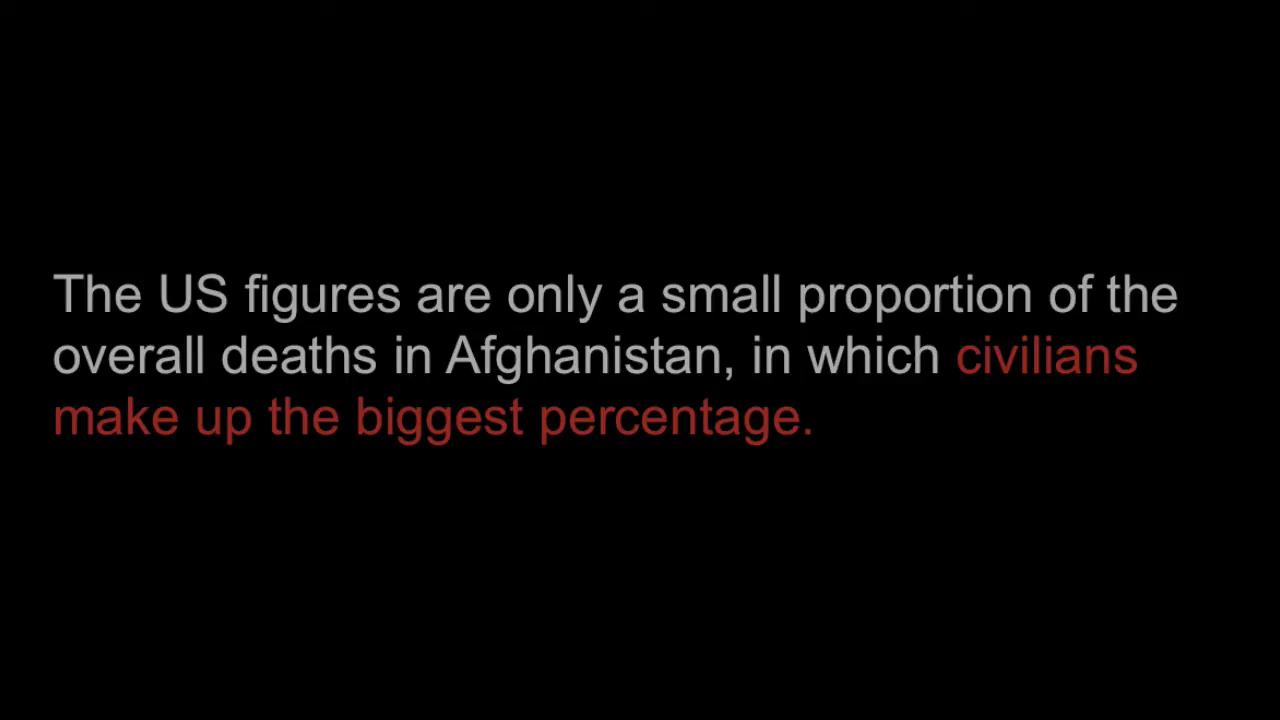 The US figures are only a small proportion of the
overall deaths in Afghanistan, in which civilians
make up the biggest percentage.